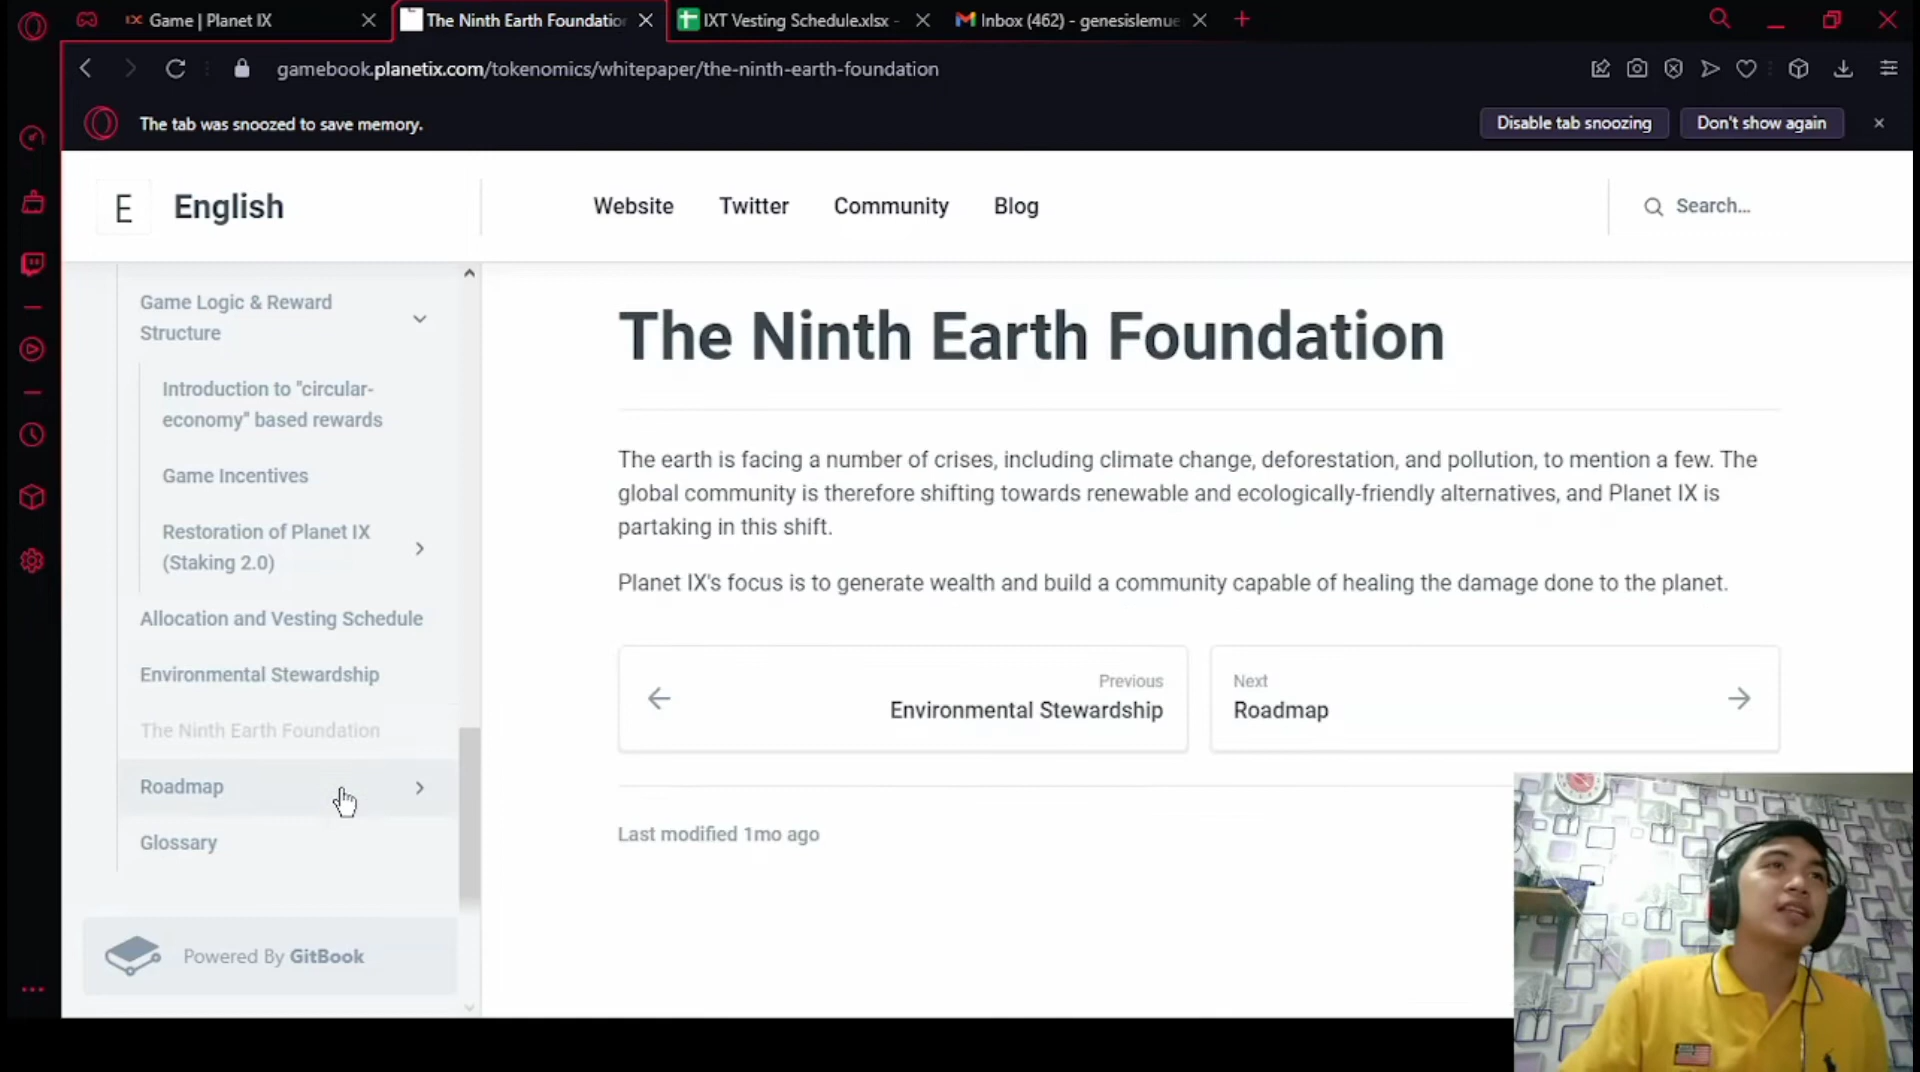 Game | Planet IX
The Ninth Earth Foundation
IXT Vesting Schedule.xlsx -
Inbox (462) - genesislemue
gamebook.planetix.com/tokenomics/whitepaper/the-ninth-earth-foundation
The tab was snoozed to save memory.
Disable tab snoozing
Don't show again
E
English
Website
Twitter
Community
Blog
Search...
Game Logic & Reward
Structure
Introduction to "circular-
economy" based rewards
Game Incentives
Restoration of Planet IX
(Staking 2.0)
Allocation and Vesting Schedule
Environmental Stewardship
The Ninth Earth Foundation
Roadmap
Glossary
Powered By GitBook
The Ninth Earth Foundation
The earth is facing a number of crises, including climate change, deforestation, and pollution, to mention a few. The
global community is therefore shifting towards renewable and ecologically-friendly alternatives, and Planet IX is
partaking in this shift.
Planet IX's focus is to generate wealth and build a community capable of healing the damage done to the planet.
Previous
Environmental Stewardship
Next
Roadmap
Last modified 1mo ago